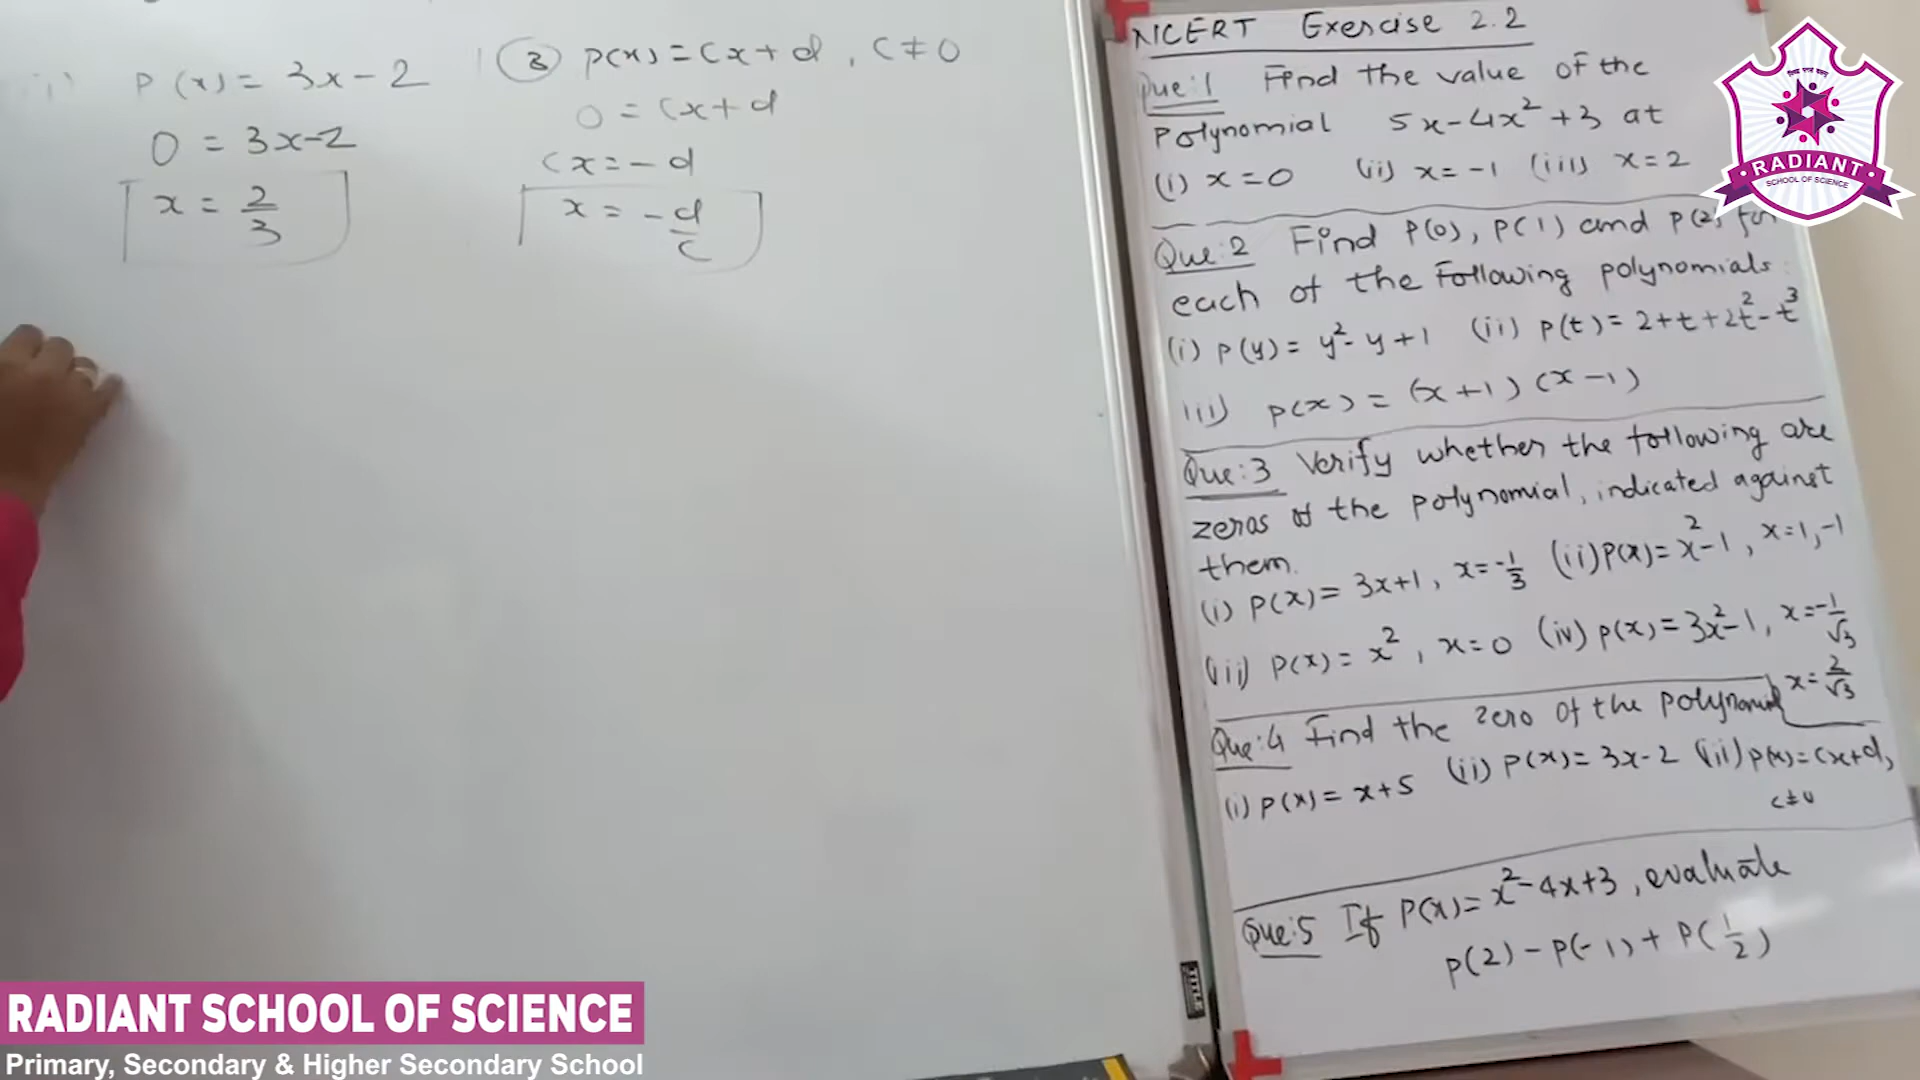 P(x) = 3x-2
0 = 3x-2
x = 2/3
③ p(x) = cx+d, c≠0
0 = cx+d
cx = -d
x = -d/c
NCERT Exercise 2.2
Que:1 Find the value of the
Polynomial 5x-4x²+3 at
(i) x=0 (ii) x=-1 (iii) x=2
Que:2 Find P(0), P(1) and P(2) for
each of the following polynomials:
(i) P(y) = y²-y+1 (ii) P(t) = 2+t+2t²-t³
iii) p(x) = (x+1)(x-1)
Que:3 Verify whether the following are
zeros of the polynomial, indicated against
them.
(i) P(x) = 3x+1, x=-1/3 (ii) P(x) = x²-1, x=1,-1
(iii) P(x) = x², x=0 (iv) P(x) = 3x²-1, x=-1/√3
x=2/√3
Que:4 Find the zero of the polynomial
(i) P(x) = x+5 (ii) P(x) = 3x-2 (iii) p(x) = cx+d,
c≠0
Que:5 If P(x) = x²-4x+3, evaluate
P(2) - P(-1) + P(1/2)
RADIANT
SCHOOL OF SCIENCE
RADIANT SCHOOL OF SCIENCE
Primary, Secondary & Higher Secondary School